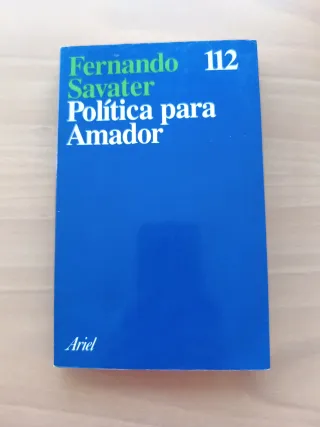 Fernando 112
Savater
Política para
Amador
Ariel